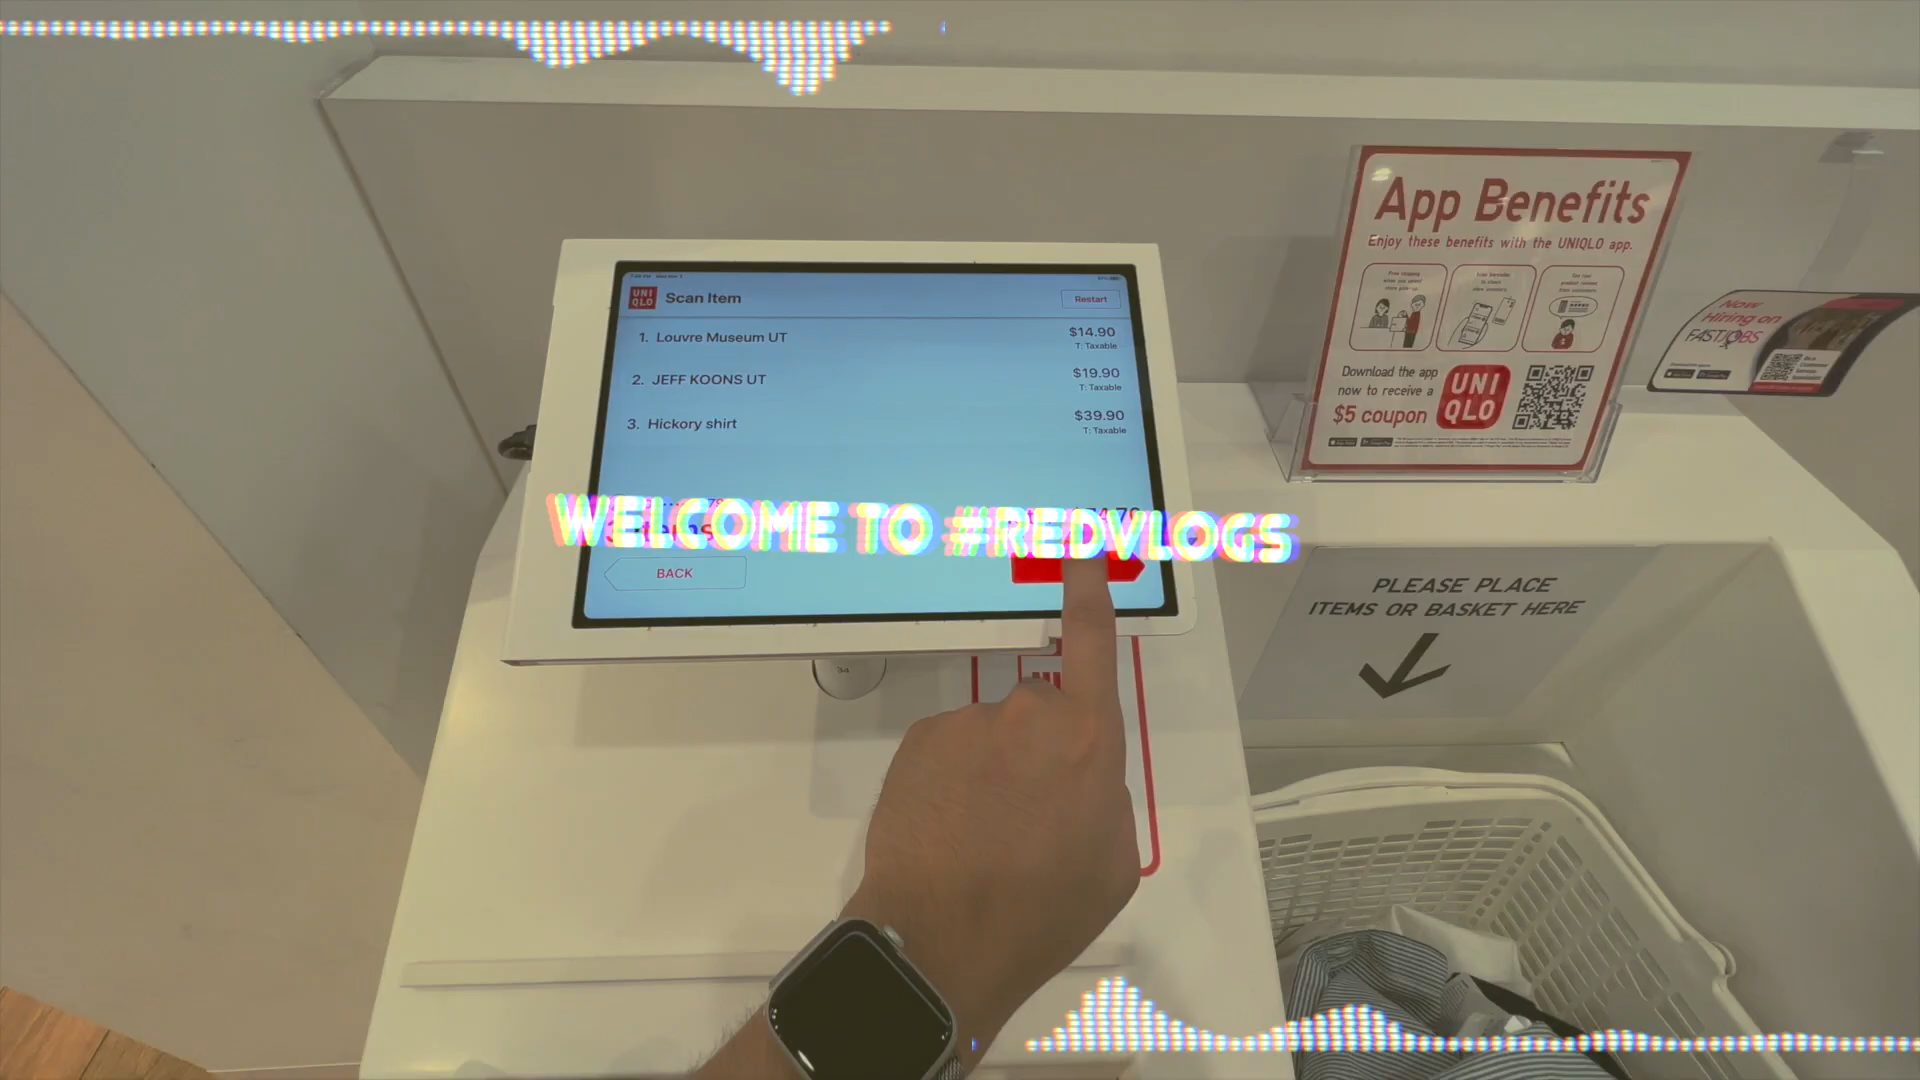 UNI
QLO
Scan Item
Restart
1. Louvre Museum UT
$14.90
T: Taxable
2. JEFF KOONS UT
$19.90
T: Taxable
3. Hickory shirt
$39.90
T: Taxable
WELCOME TO #REDVLOGS
BACK
34
App Benefits
Enjoy these benefits with the UNIQLO app.
Download the app
now to receive a
$5 coupon
UNI
QLO
Now
Hiring on
FASTJOBS
PLEASE PLACE
ITEMS OR BASKET HERE